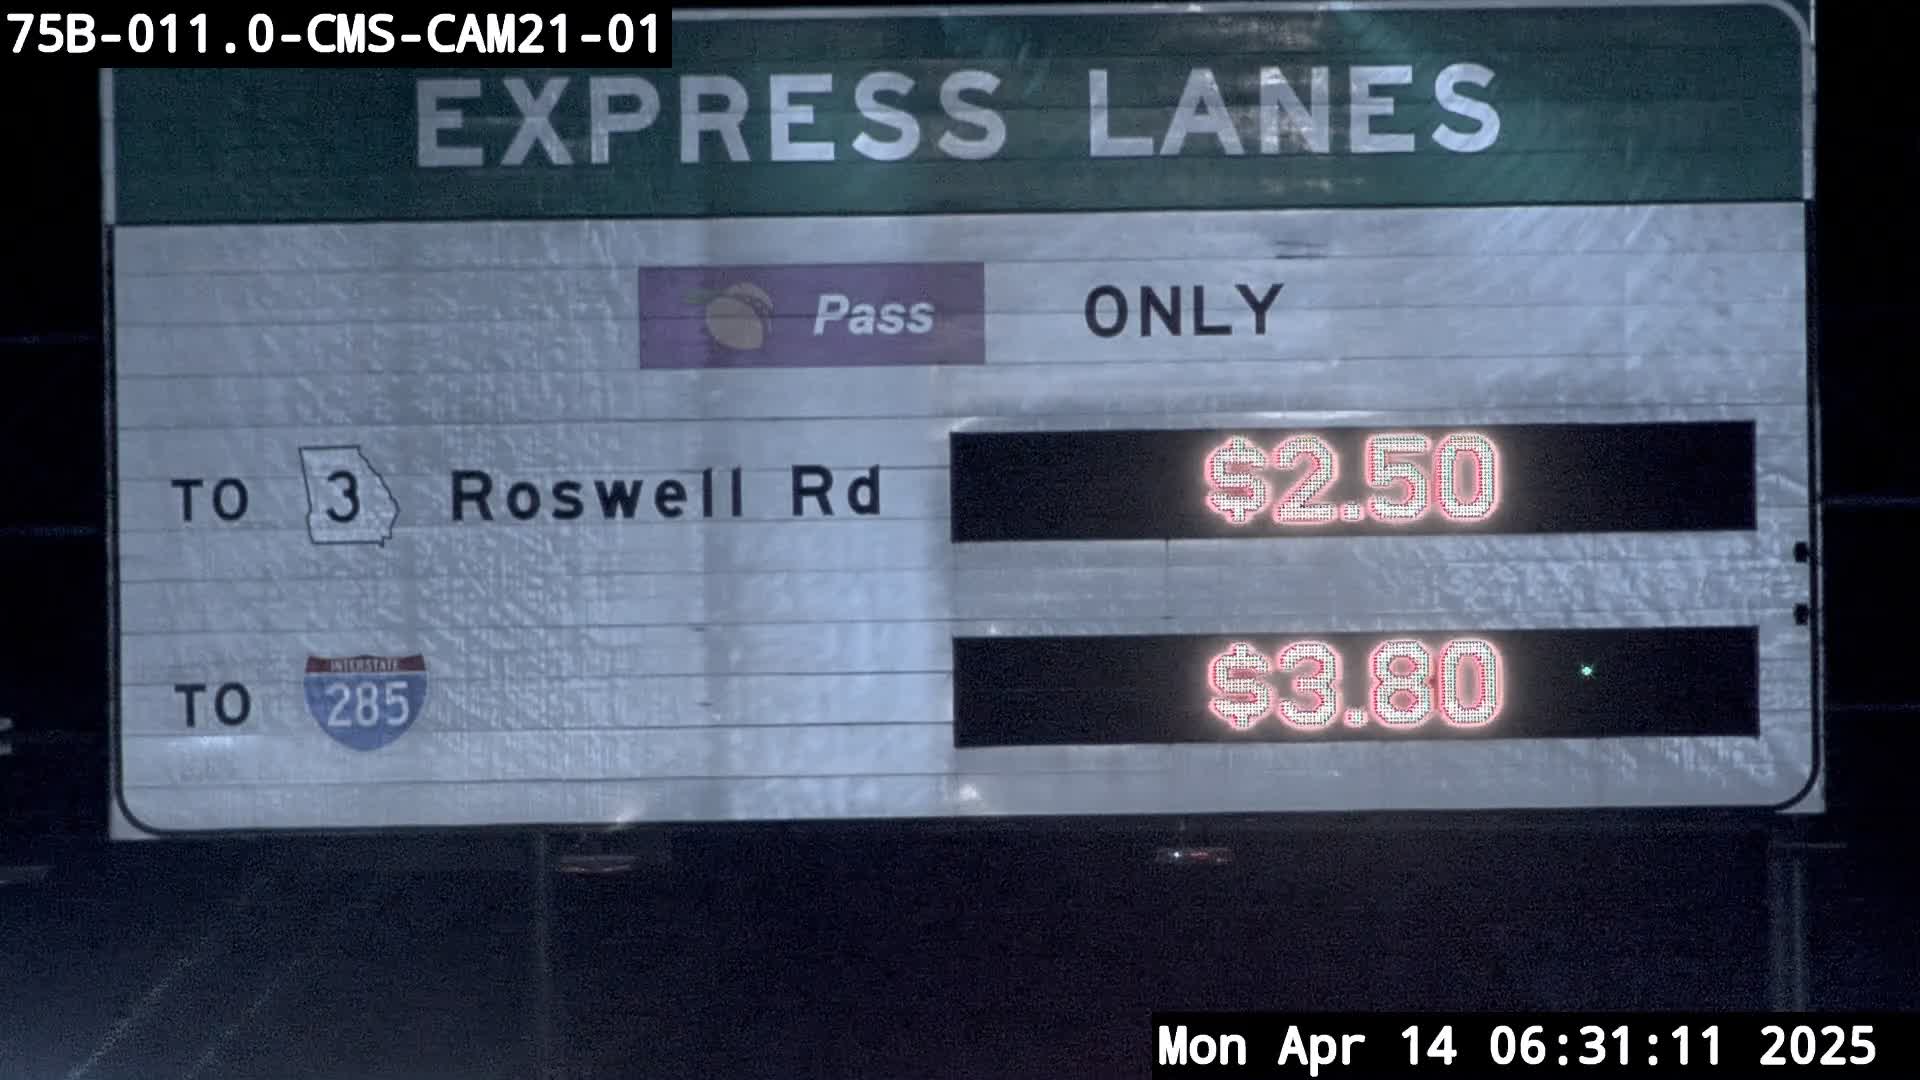 75B-011.0-CMS-CAM21-01
EXPRESS LANES
Pass ONLY
TO 3 Roswell Rd $2.50
TO INTERSTATE 285 $3.80
Mon Apr 14 06:31:11 2025